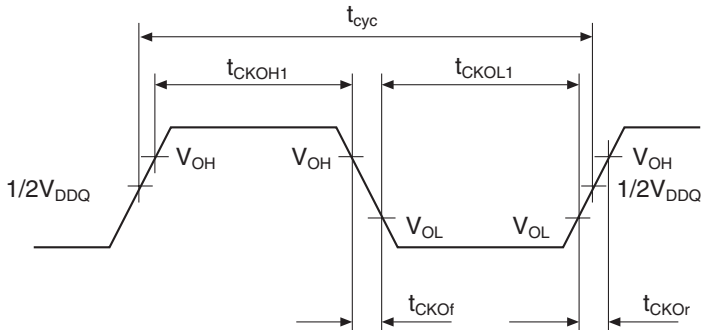 tcyc
tCKOH1 tCKOL1
VOH VOH VOH
1/2VDDQ 1/2VDDQ
VOL VOL
tCKOf tCKOr